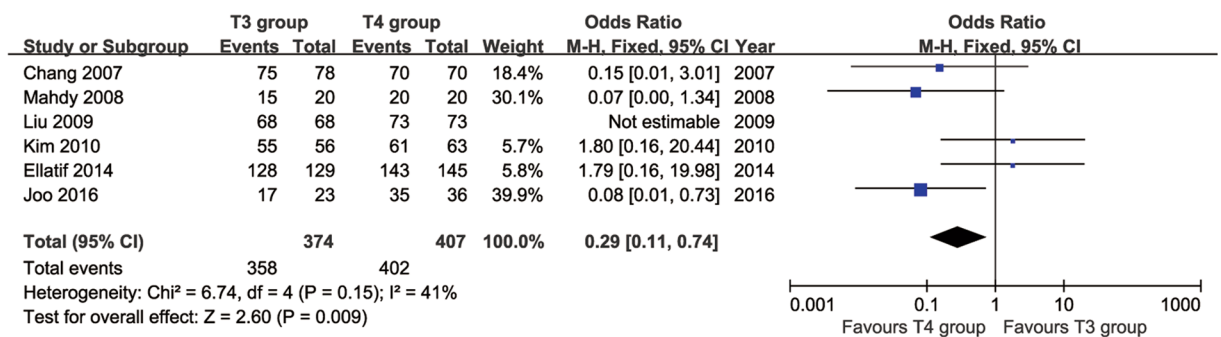 T3 group T4 group Odds Ratio Odds Ratio
Study or Subgroup Events Total Events Total Weight M-H, Fixed, 95% CI Year M-H, Fixed, 95% CI
Chang 2007 75 78 70 70 18.4% 0.15 [0.01, 3.01] 2007
Mahdy 2008 15 20 20 20 30.1% 0.07 [0.00, 1.34] 2008
Liu 2009 68 68 73 73 Not estimable 2009
Kim 2010 55 56 61 63 5.7% 1.80 [0.16, 20.44] 2010
Ellatif 2014 128 129 143 145 5.8% 1.79 [0.16, 19.98] 2014
Joo 2016 17 23 35 36 39.9% 0.08 [0.01, 0.73] 2016
Total (95% CI) 374 407 100.0% 0.29 [0.11, 0.74]
Total events 358 402
Heterogeneity: Chi² = 6.74, df = 4 (P = 0.15); I² = 41%
Test for overall effect: Z = 2.60 (P = 0.009)
0.001 0.1 1 10 1000
Favours T4 group Favours T3 group